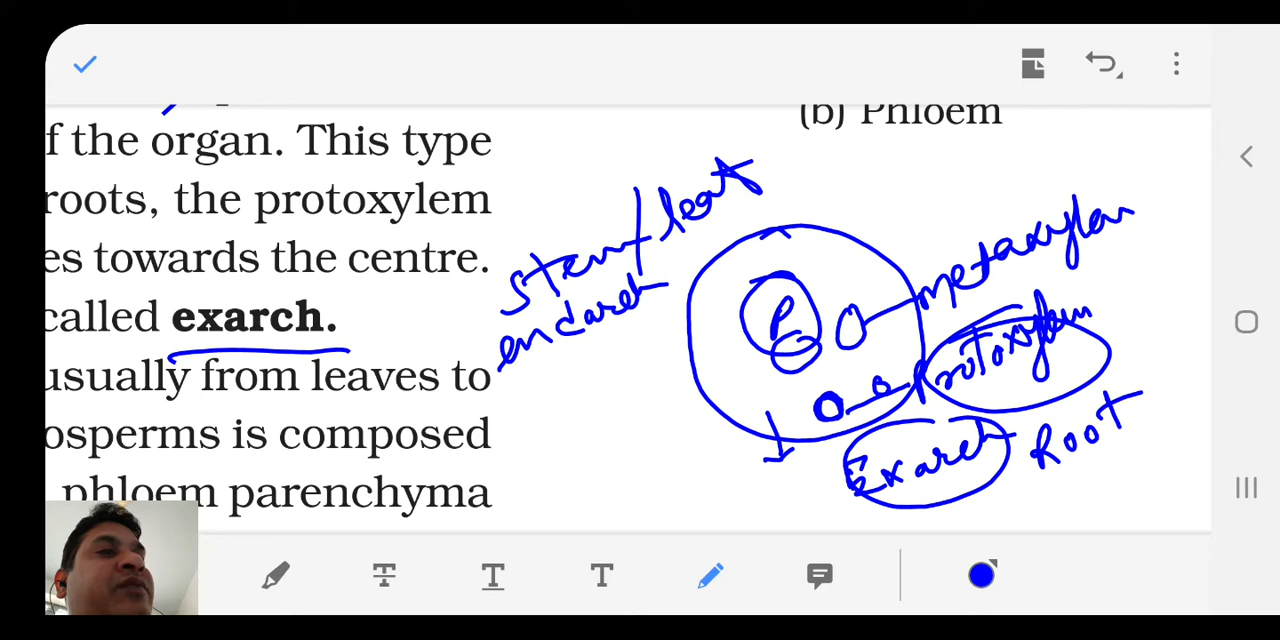 (b) Phloem
f the organ. This type
roots, the protoxylem
es towards the centre.
called exarch.
usually from leaves to
osperms is composed
phloem parenchyma
stem/leaf
endarch
P
metaxylem
Protoxylem
Exarch Root
T T T